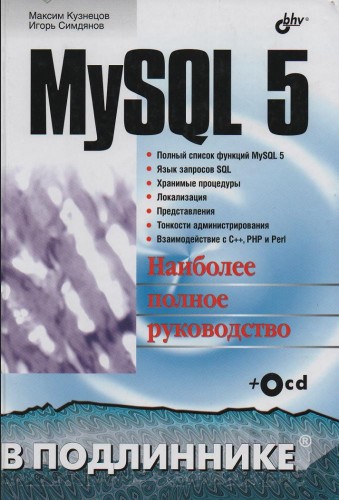 Максим Кузнецов
Игорь Симдянов
bhv®
MySQL 5
• Полный список функций MySQL 5
• Язык запросов SQL
• Хранимые процедуры
• Локализация
• Представления
• Тонкости администрирования
• Взаимодействие с C++, PHP и Perl
Наиболее
полное
руководство
+ cd
В ПОДЛИННИКЕ®